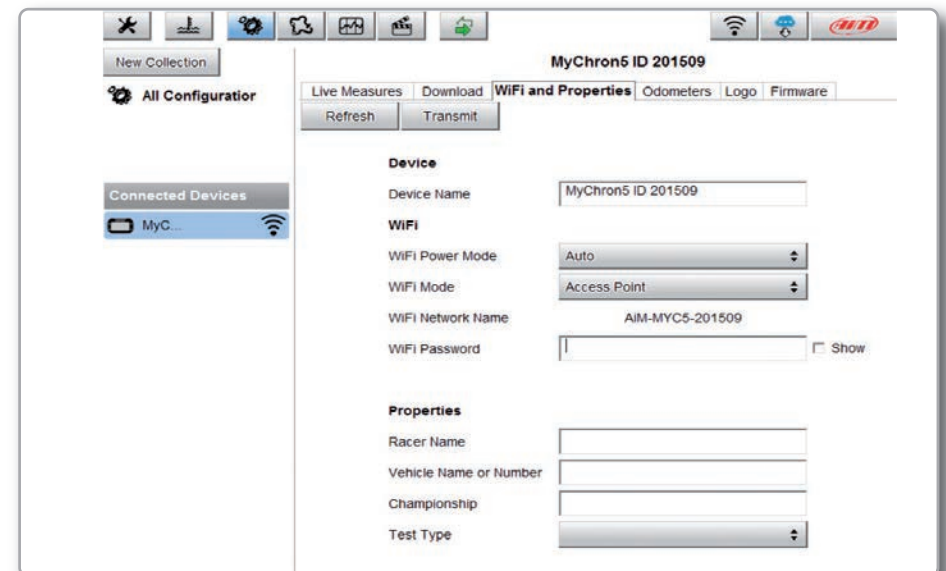 AiM
New Collection
MyChron5 ID 201509
All Configuratior
Live Measures Download WiFi and Properties Odometers Logo Firmware
Refresh Transmit
Device
Connected Devices
Device Name MyChron5 ID 201509
MyC...
WiFi
WiFi Power Mode Auto
WiFi Mode Access Point
WiFi Network Name AiM-MYC5-201509
WiFi Password Show
Properties
Racer Name
Vehicle Name or Number
Championship
Test Type